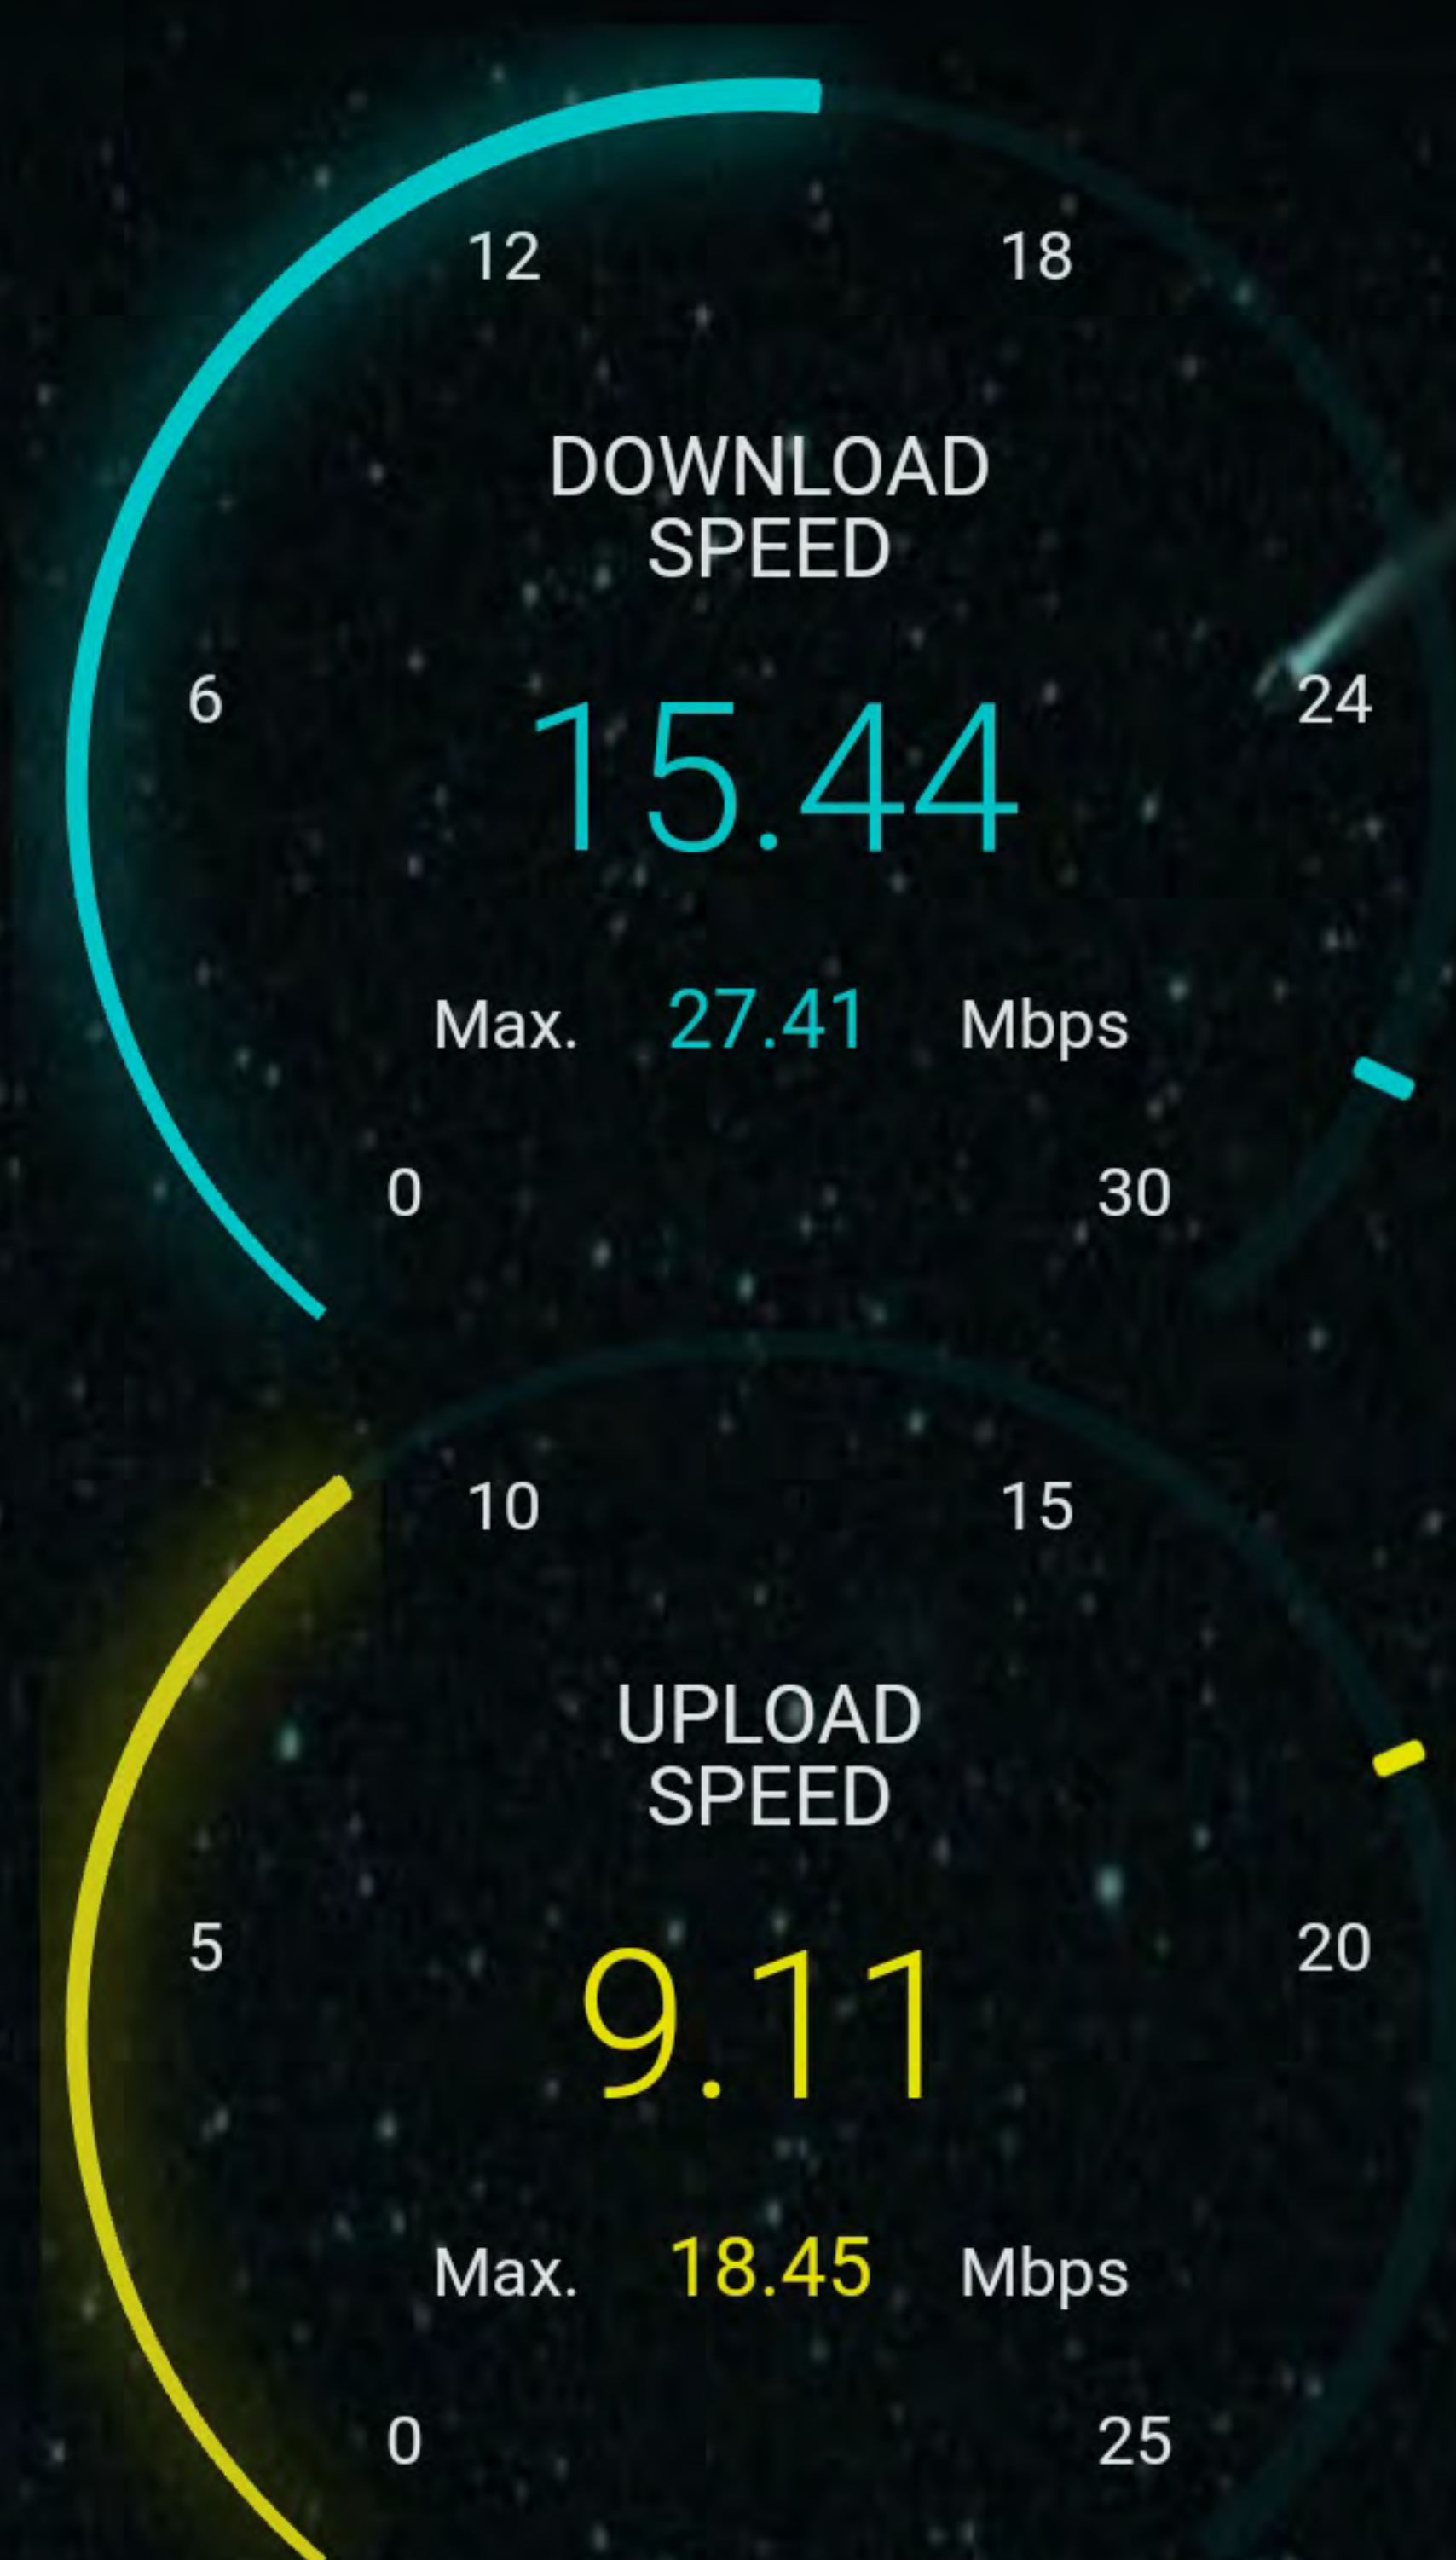 12 18
DOWNLOAD
SPEED
6 24
15.44
Max. 27.41 Mbps
0 30
10 15
UPLOAD
SPEED
5 20
9.11
Max. 18.45 Mbps
0 25